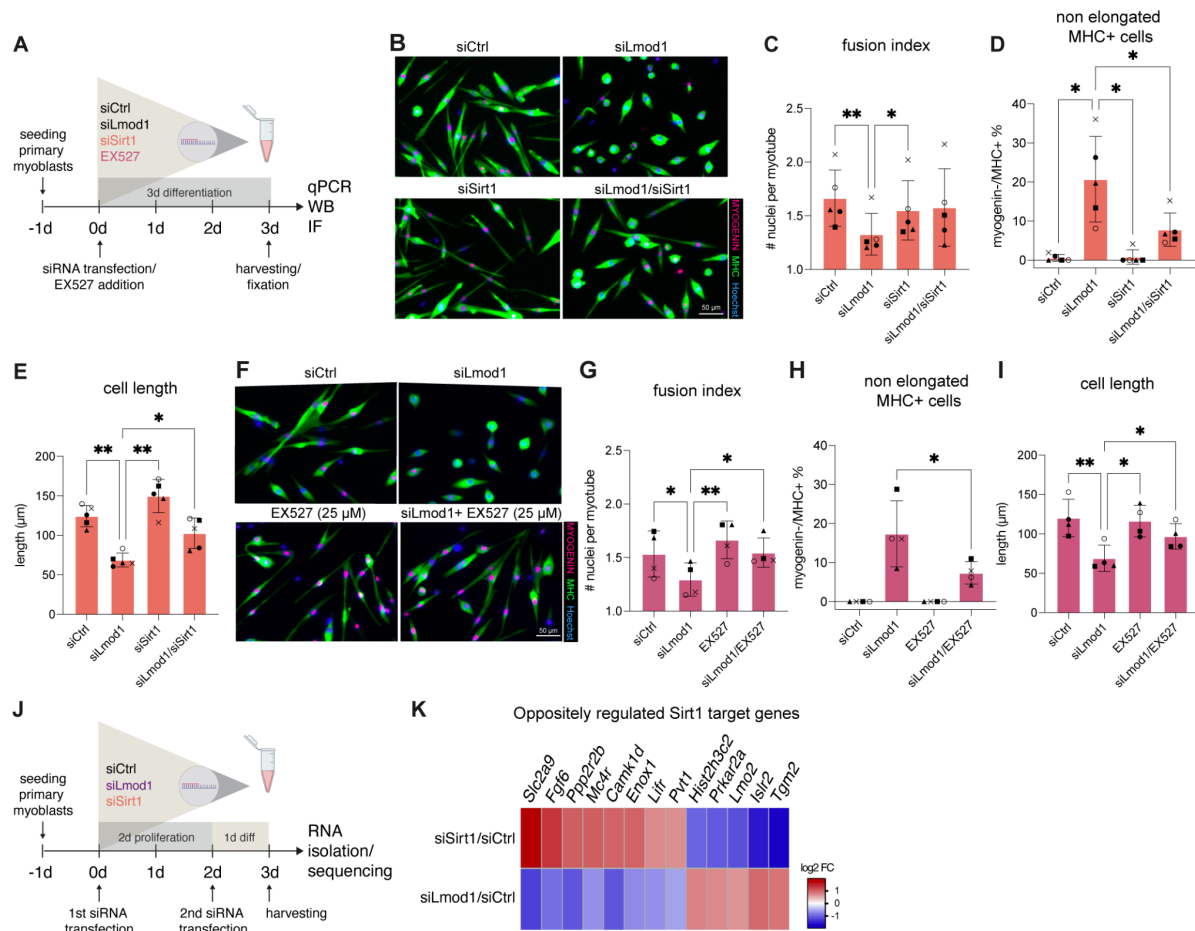 A
siCtrl
siLmod1
siSirt1
EX527
seeding
primary
myoblasts
3d differentiation
qPCR
WB
IF
-1d
0d
1d
2d
3d
siRNA transfection/
EX527 addition
harvesting/
fixation
B
siCtrl
siLmod1
siSirt1
siLmod1/siSirt1
MYOGENIN MHC Hoechst
50 µm
C
fusion index
# nuclei per myotube
2.5
2.0
1.5
1.0
**
*
siCtrl
siLmod1
siSirt1
siLmod1/siSirt1
D
non elongated
MHC+ cells
myogenin-/MHC+ %
40
30
20
10
0
*
*
*
siCtrl
siLmod1
siSirt1
siLmod1/siSirt1
E
cell length
length (µm)
200
150
100
50
0
**
**
*
siCtrl
siLmod1
siSirt1
siLmod1/siSirt1
F
siCtrl
siLmod1
EX527 (25 µM)
siLmod1+ EX527 (25 µM)
MYOGENIN MHC Hoechst
50 µm
G
fusion index
# nuclei per myotube
2.5
2.0
1.5
1.0
*
**
*
siCtrl
siLmod1
EX527
siLmod1/EX527
H
non elongated
MHC+ cells
myogenin-/MHC+ %
40
30
20
10
0
*
siCtrl
siLmod1
EX527
siLmod1/EX527
I
cell length
length (µm)
200
150
100
50
0
**
*
*
siCtrl
siLmod1
EX527
siLmod1/EX527
J
siCtrl
siLmod1
siSirt1
seeding
primary
myoblasts
2d proliferation
1d diff
RNA
isolation/
sequencing
-1d
0d
1d
2d
3d
1st siRNA
transfection
2nd siRNA
transfection
harvesting
K
Oppositely regulated Sirt1 target genes
Slc2a9
Fgf6
Ppp2r2b
Mc4r
Camk1d
Enox1
Lifr
Pvt1
Hist2h3c2
Prkar2a
Lmo2
Islr2
Tgm2
siSirt1/siCtrl
siLmod1/siCtrl
log2 FC
1
0
-1